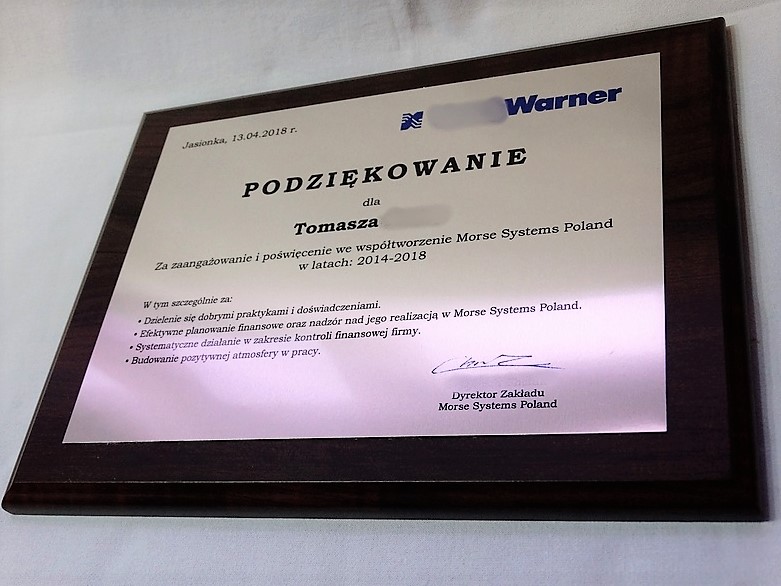 Jasionka, 13.04.2018 r.
Warner
PODZIĘKOWANIE
dla
Tomasza
Za zaangażowanie i poświęcenie we współtworzenie Morse Systems Poland
w latach: 2014-2018
W tym szczególnie za:
• Dzielenie się dobrymi praktykami i doświadczeniami.
• Efektywne planowanie finansowe oraz nadzór nad jego realizacją w Morse Systems Poland.
• Systematyczne działanie w zakresie kontroli finansowej firmy.
• Budowanie pozytywnej atmosfery w pracy.
Dyrektor Zakładu
Morse Systems Poland